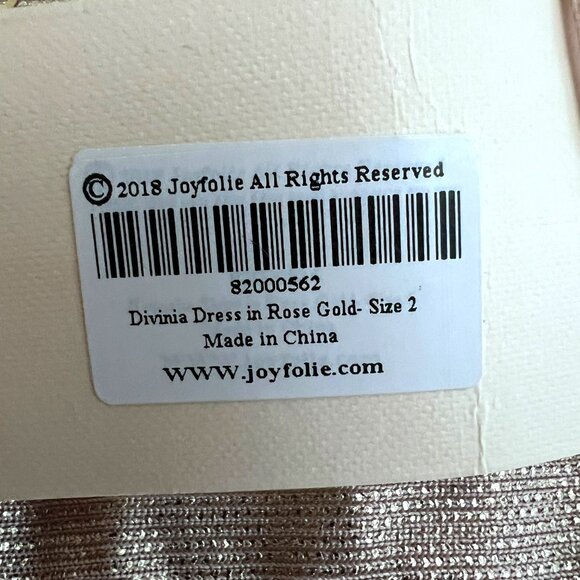 © 2018 Joyfolie All Rights Reserved
82000562
Divinia Dress in Rose Gold- Size 2
Made in China
www.joyfolie.com